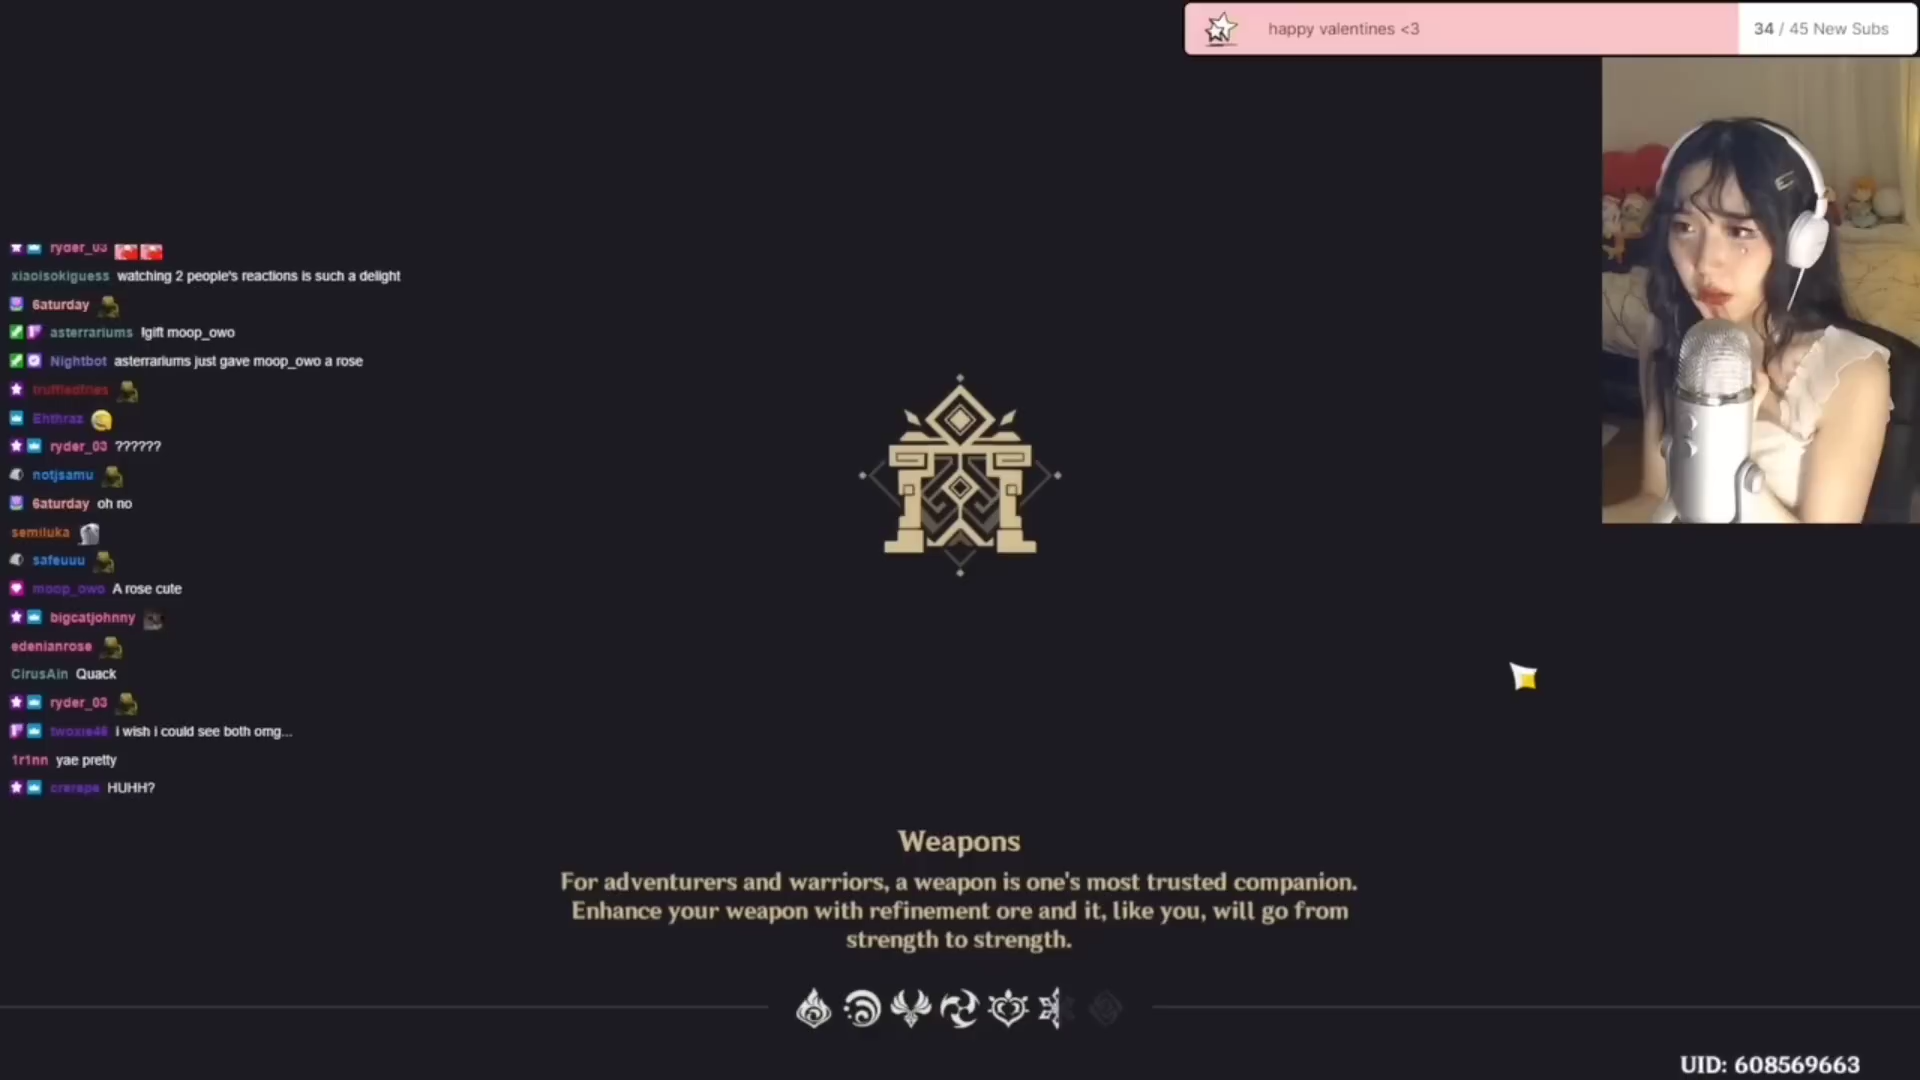 happy valentines <3
34 / 45 New Subs
ryder_03
xiaoisokiguess watching 2 people's reactions is such a delight
6aturday
asterrariums !gift moop_owo
Nightbot asterrariums just gave moop_owo a rose
truffledfries
Ehthraz
ryder_03 ??????
notjsamu
6aturday oh no
semiluka
safeuuu
moop_owo A rose cute
bigcatjohnny
edenianrose
CirusAin Quack
ryder_03
twoxie46 i wish i could see both omg...
1r1nn yae pretty
HUHH?
Weapons
For adventurers and warriors, a weapon is one's most trusted companion.
Enhance your weapon with refinement ore and it, like you, will go from
strength to strength.
UID: 608569663